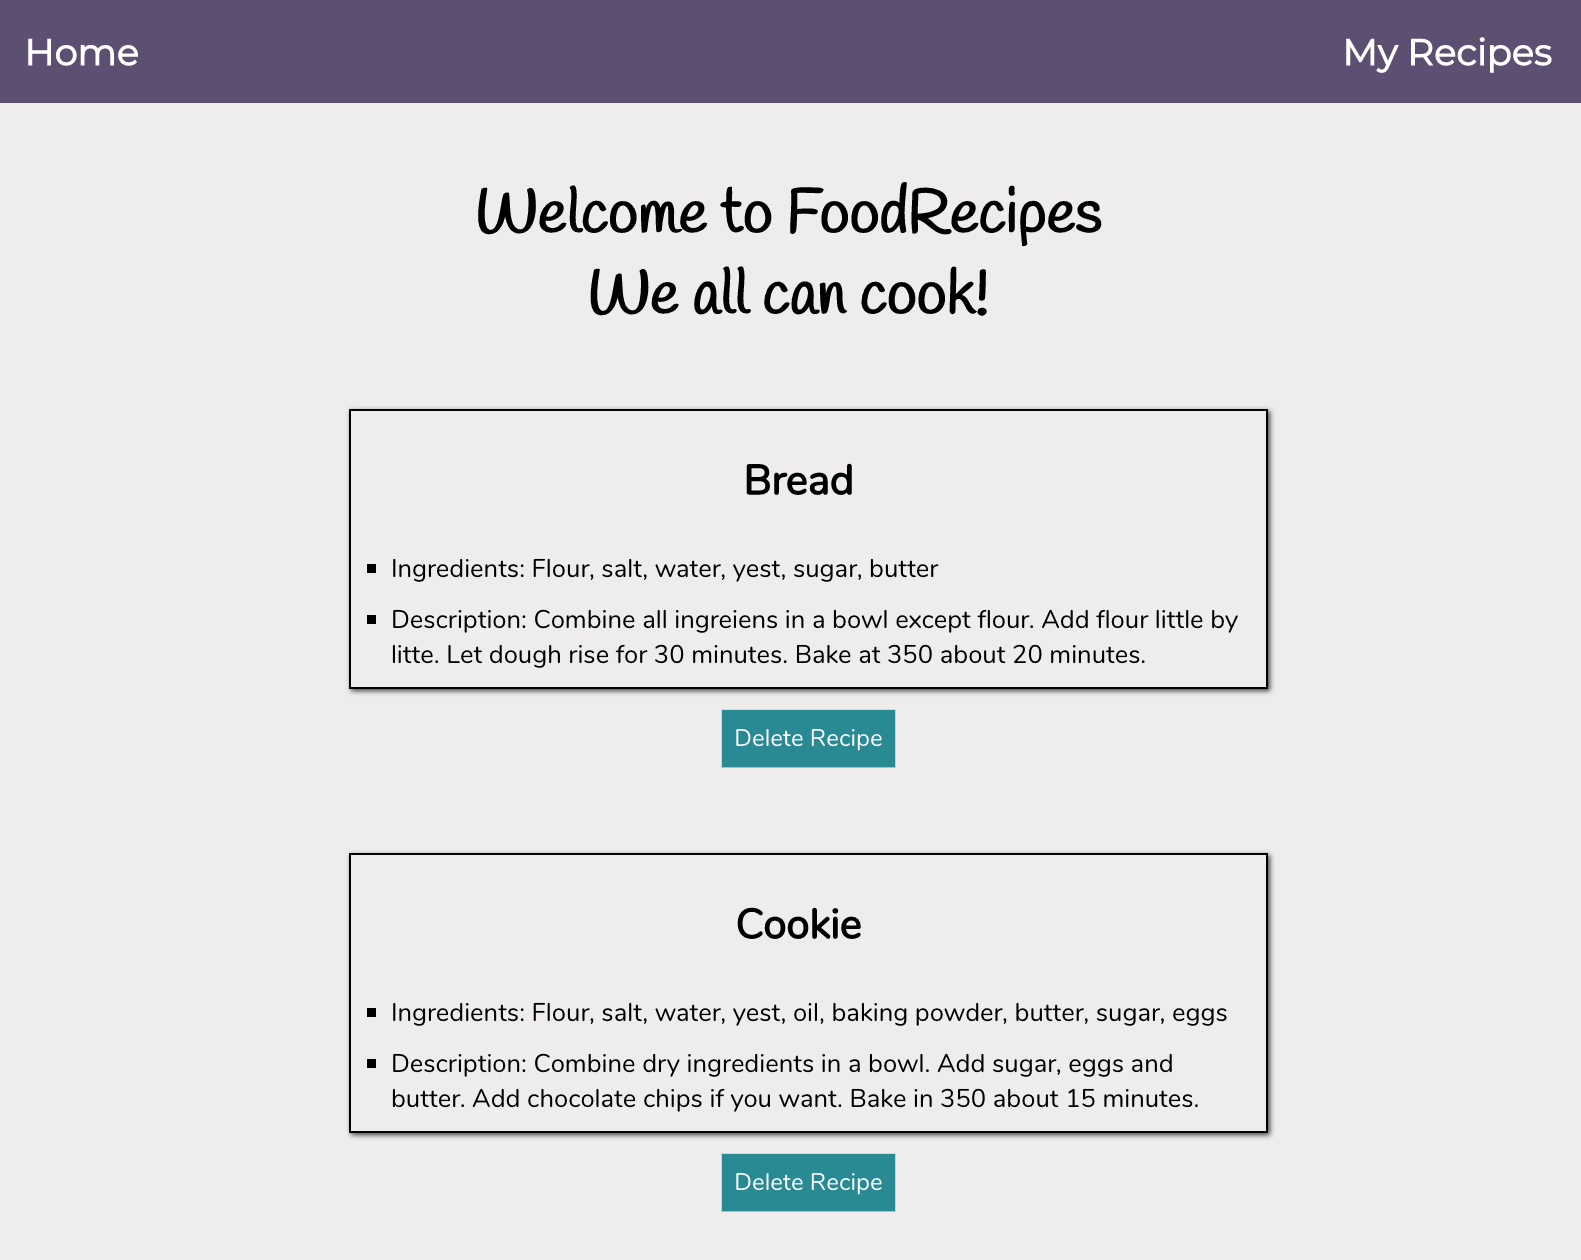 Home
My Recipes
Welcome to FoodRecipes
We all can cook!
Bread
Ingredients: Flour, salt, water, yest, sugar, butter
Description: Combine all ingreiens in a bowl except flour. Add flour little by
litte. Let dough rise for 30 minutes. Bake at 350 about 20 minutes.
Delete Recipe
Cookie
Ingredients: Flour, salt, water, yest, oil, baking powder, butter, sugar, eggs
Description: Combine dry ingredients in a bowl. Add sugar, eggs and
butter. Add chocolate chips if you want. Bake in 350 about 15 minutes.
Delete Recipe